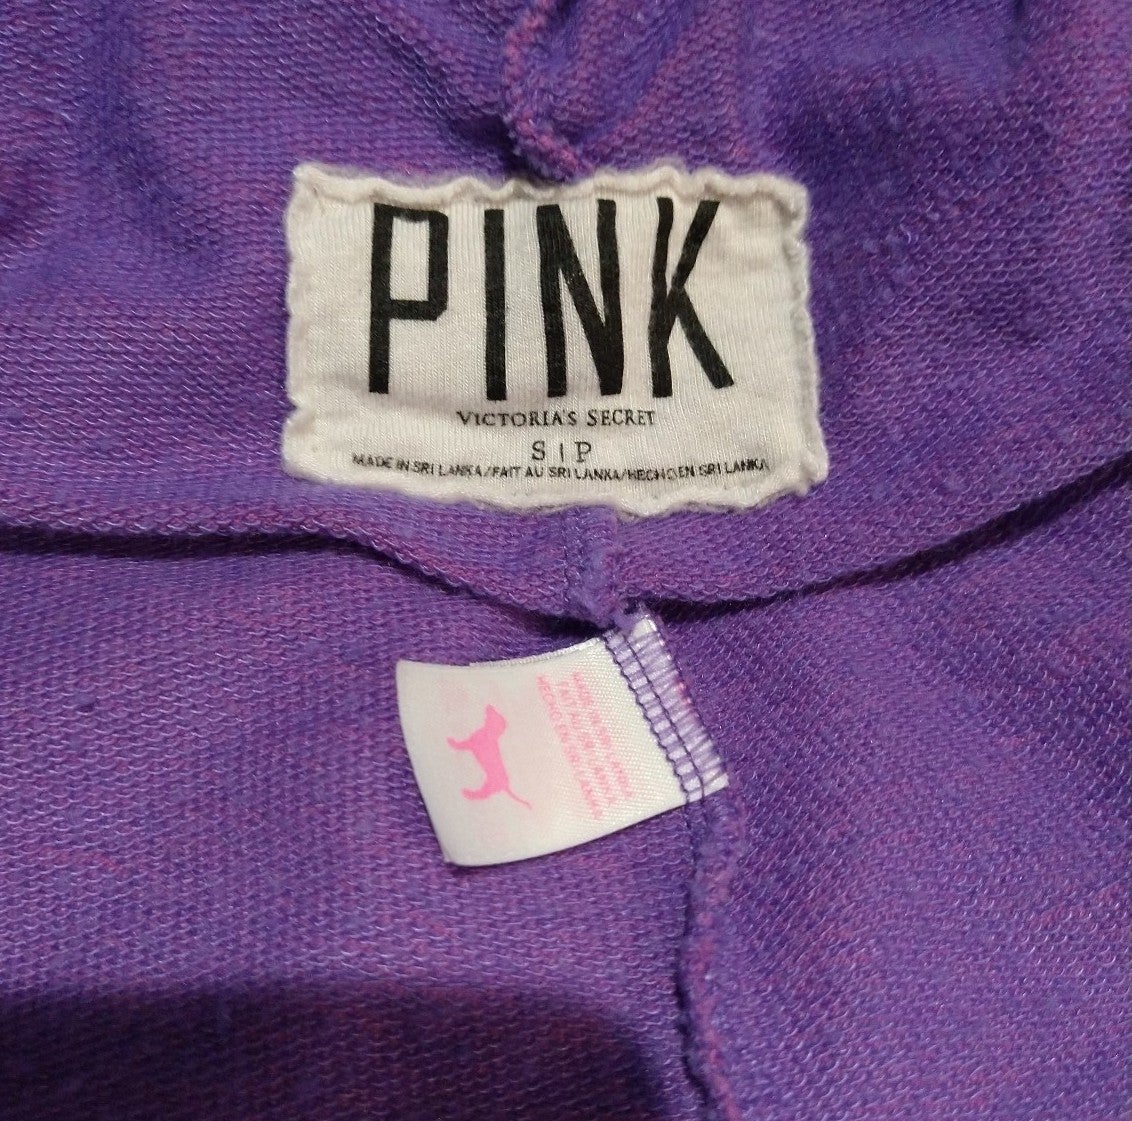 PINK
VICTORIA'S SECRET
S | P
MADE IN SRI LANKA/FAIT AU SRI LANKA/HECHO EN SRI LANKA